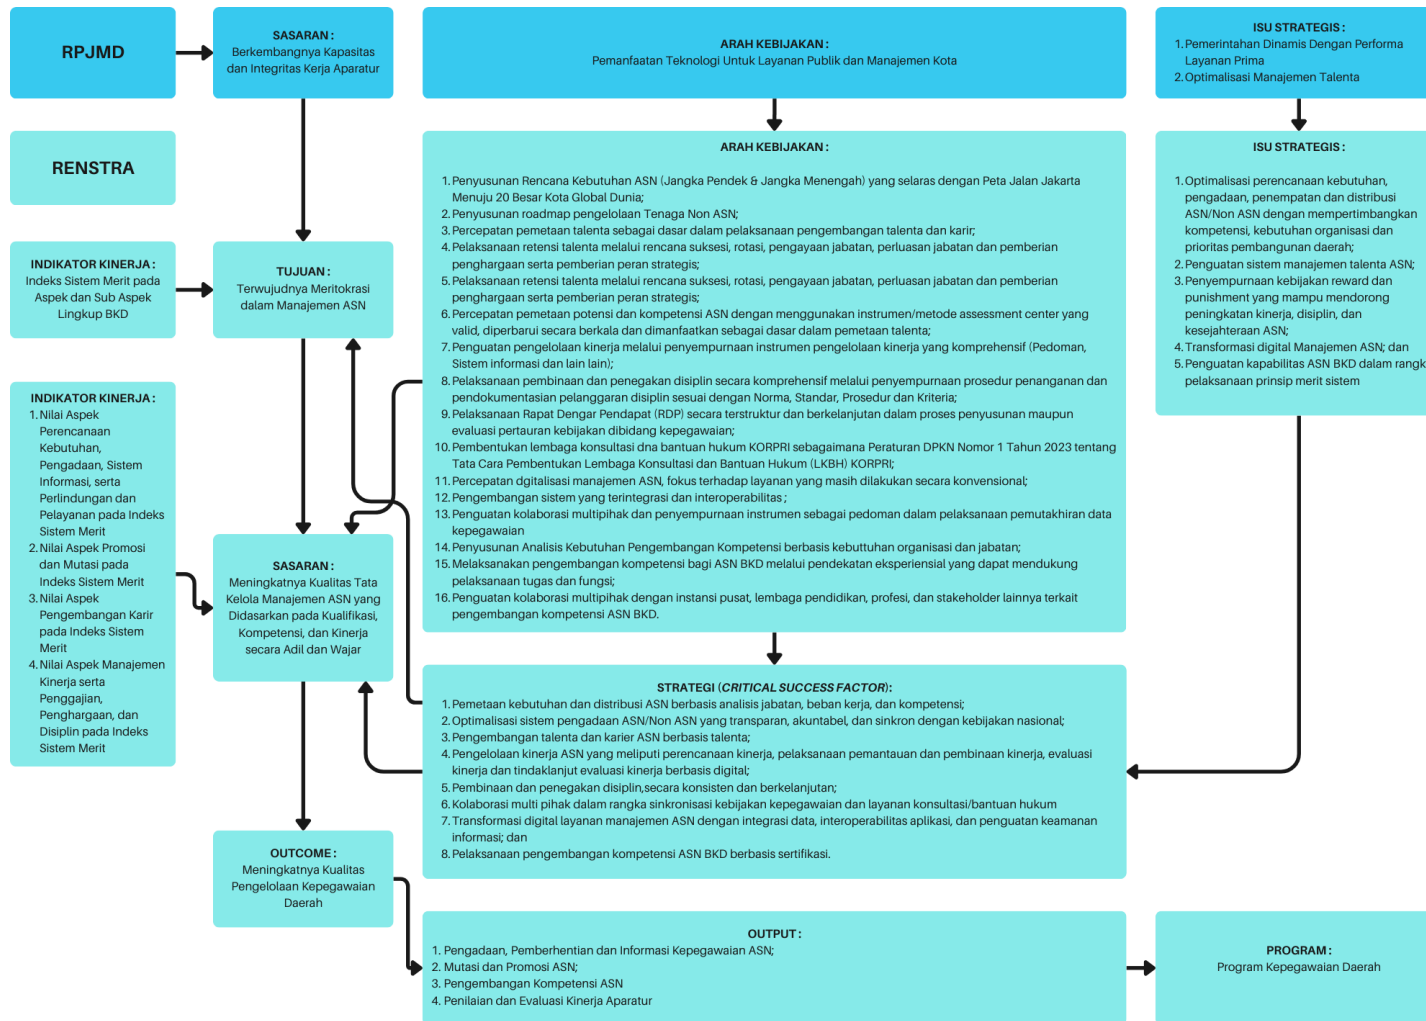 RPJMD
SASARAN :
Berkembangnya Kapasitas
dan Integritas Kerja Aparatur
ARAH KEBIJAKAN :
Pemanfaatan Teknologi Untuk Layanan Publik dan Manajemen Kota
ISU STRATEGIS :
1. Pemerintahan Dinamis Dengan Performa
Layanan Prima
2. Optimalisasi Manajemen Talenta
RENSTRA
INDIKATOR KINERJA :
Indeks Sistem Merit pada
Aspek dan Sub Aspek
Lingkup BKD
TUJUAN :
Terwujudnya Meritokrasi
dalam Manajemen ASN
ARAH KEBIJAKAN :
1. Penyusunan Rencana Kebutuhan ASN (Jangka Pendek & Jangka Menengah) yang selaras dengan Peta Jalan Jakarta
Menuju 20 Besar Kota Global Dunia;
2. Penyusunan roadmap pengelolaan Tenaga Non ASN;
3. Percepatan pemetaan talenta sebagai dasar dalam pelaksanaan pengembangan talenta dan karir;
4. Pelaksanaan retensi talenta melalui rencana suksesi, rotasi, pengayaan jabatan, perluasan jabatan dan pemberian
penghargaan serta pemberian peran strategis;
5. Pelaksanaan retensi talenta melalui rencana suksesi, rotasi, pengayaan jabatan, perluasan jabatan dan pemberian
penghargaan serta pemberian peran strategis;
6. Percepatan pemetaan potensi dan kompetensi ASN dengan menggunakan instrumen/metode assessment center yang
valid, diperbarui secara berkala dan dimanfaatkan sebagai dasar dalam pemetaan talenta;
7. Penguatan pengelolaan kinerja melalui penyempurnaan instrumen pengelolaan kinerja yang komprehensif (Pedoman,
Sistem informasi dan lain lain);
8. Pelaksanaan pembinaan dan penegakan disiplin secara komprehensif melalui penyempurnaan prosedur penanganan dan
pendokumentasian pelanggaran disiplin sesuai dengan Norma, Standar, Prosedur dan Kriteria;
9. Pelaksanaan Rapat Dengar Pendapat (RDP) secara terstruktur dan berkelanjutan dalam proses penyusunan maupun
evaluasi pertauran kebijakan dibidang kepegawaian;
10. Pembentukan lembaga konsultasi dna bantuan hukum KORPRI sebagaimana Peraturan DPKN Nomor 1 Tahun 2023 tentang
Tata Cara Pembentukan Lembaga Konsultasi dan Bantuan Hukum (LKBH) KORPRI;
11. Percepatan dgitalisasi manajemen ASN, fokus terhadap layanan yang masih dilakukan secara konvensional;
12. Pengembangan sistem yang terintegrasi dan interoperabilitas ;
13. Penguatan kolaborasi multipihak dan penyempurnaan instrumen sebagai pedoman dalam pelaksanaan pemutakhiran data
kepegawaian
14. Penyusunan Analisis Kebutuhan Pengembangan Kompetensi berbasis kebuttuhan organisasi dan jabatan;
15. Melaksanakan pengembangan kompetensi bagi ASN BKD melalui pendekatan eksperiensial yang dapat mendukung
pelaksanaan tugas dan fungsi;
16. Penguatan kolaborasi multipihak dengan instansi pusat, lembaga pendidikan, profesi, dan stakeholder lainnya terkait
pengembangan kompetensi ASN BKD.
ISU STRATEGIS :
1. Optimalisasi perencanaan kebutuhan,
pengadaan, penempatan dan distribusi
ASN/Non ASN dengan mempertimbangkan
kompetensi, kebutuhan organisasi dan
prioritas pembangunan daerah;
2. Penguatan sistem manajemen talenta ASN;
3. Penyempurnaan kebijakan reward dan
punishment yang mampu mendorong
peningkatan kinerja, disiplin, dan
kesejahteraan ASN;
4. Transformasi digital Manajemen ASN; dan
5. Penguatan kapabilitas ASN BKD dalam rangk
pelaksanaan prinsip merit sistem
INDIKATOR KINERJA :
1. Nilai Aspek
Perencanaan
Kebutuhan,
Pengadaan, Sistem
Informasi, serta
Perlindungan dan
Pelayanan pada Indeks
Sistem Merit
2. Nilai Aspek Promosi
dan Mutasi pada
Indeks Sistem Merit
3. Nilai Aspek
Pengembangan Karir
pada Indeks Sistem
Merit
4. Nilai Aspek Manajemen
Kinerja serta
Penggajian,
Penghargaan, dan
Disiplin pada Indeks
Sistem Merit
SASARAN :
Meningkatnya Kualitas Tata
Kelola Manajemen ASN yang
Didasarkan pada Kualifikasi,
Kompetensi, dan Kinerja
secara Adil dan Wajar
STRATEGI (CRITICAL SUCCESS FACTOR) :
1. Pemetaan kebutuhan dan distribusi ASN berbasis analisis jabatan, beban kerja, dan kompetensi;
2. Optimalisasi sistem pengadaan ASN/Non ASN yang transparan, akuntabel, dan sinkron dengan kebijakan nasional;
3. Pengembangan talenta dan karier ASN berbasis talenta;
4. Pengelolaan kinerja ASN yang meliputi perencanaan kinerja, pelaksanaan pemantauan dan pembinaan kinerja, evaluasi
kinerja dan tindaklanjut evaluasi kinerja berbasis digital;
5. Pembinaan dan penegakan disiplin,secara konsisten dan berkelanjutan;
6. Kolaborasi multi pihak dalam rangka sinkronisasi kebijakan kepegawaian dan layanan konsultasi/bantuan hukum
7. Transformasi digital layanan manajemen ASN dengan integrasi data, interoperabilitas aplikasi, dan penguatan keamanan
informasi; dan
8. Pelaksanaan pengembangan kompetensi ASN BKD berbasis sertifikasi.
OUTCOME :
Meningkatnya Kualitas
Pengelolaan Kepegawaian
Daerah
OUTPUT :
1. Pengadaan, Pemberhentian dan Informasi Kepegawaian ASN;
2. Mutasi dan Promosi ASN;
3. Pengembangan Kompetensi ASN
4. Penilaian dan Evaluasi Kinerja Aparatur
PROGRAM :
Program Kepegawaian Daerah